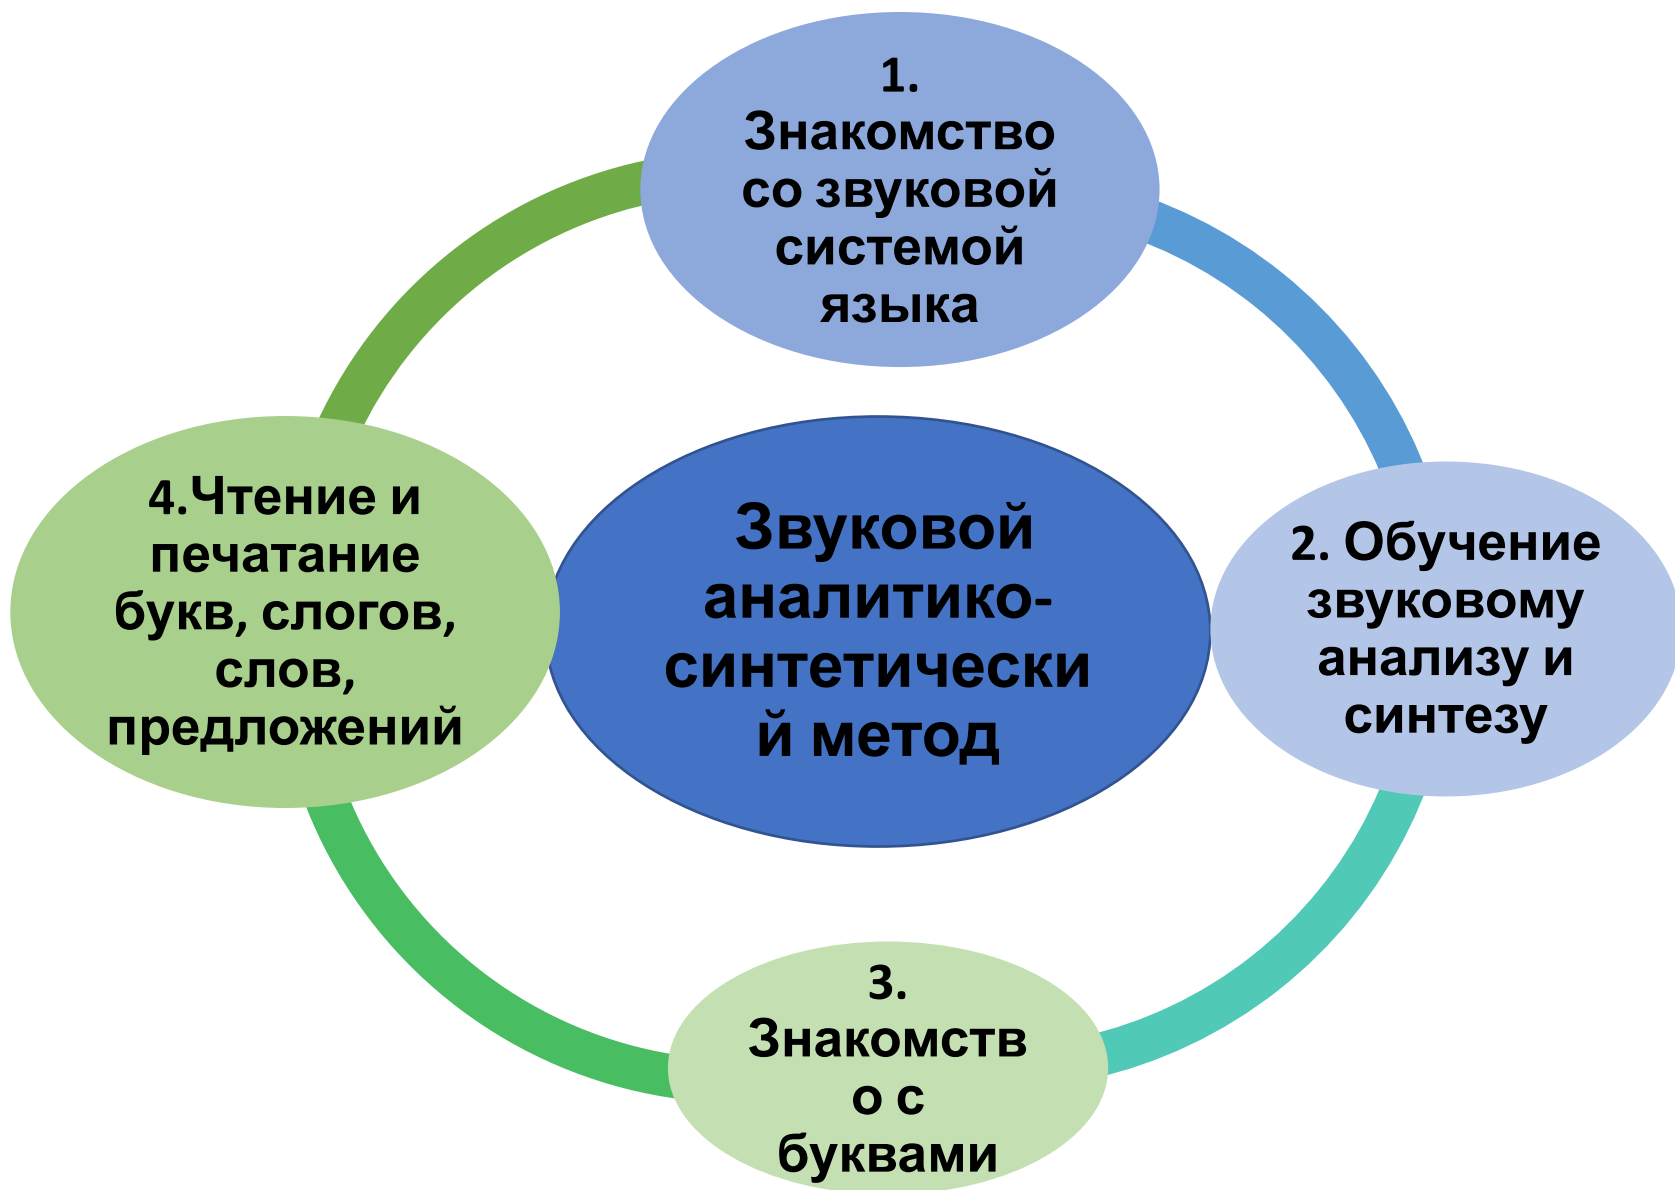 1.
Знакомство
со звуковой
системой
языка
2. Обучение
звуковому
анализу и
синтезу
3.
Знакомств
о с
буквами
4.Чтение и
печатание
букв, слогов,
слов,
предложений
Звуковой
аналитико-
синтетически
й метод